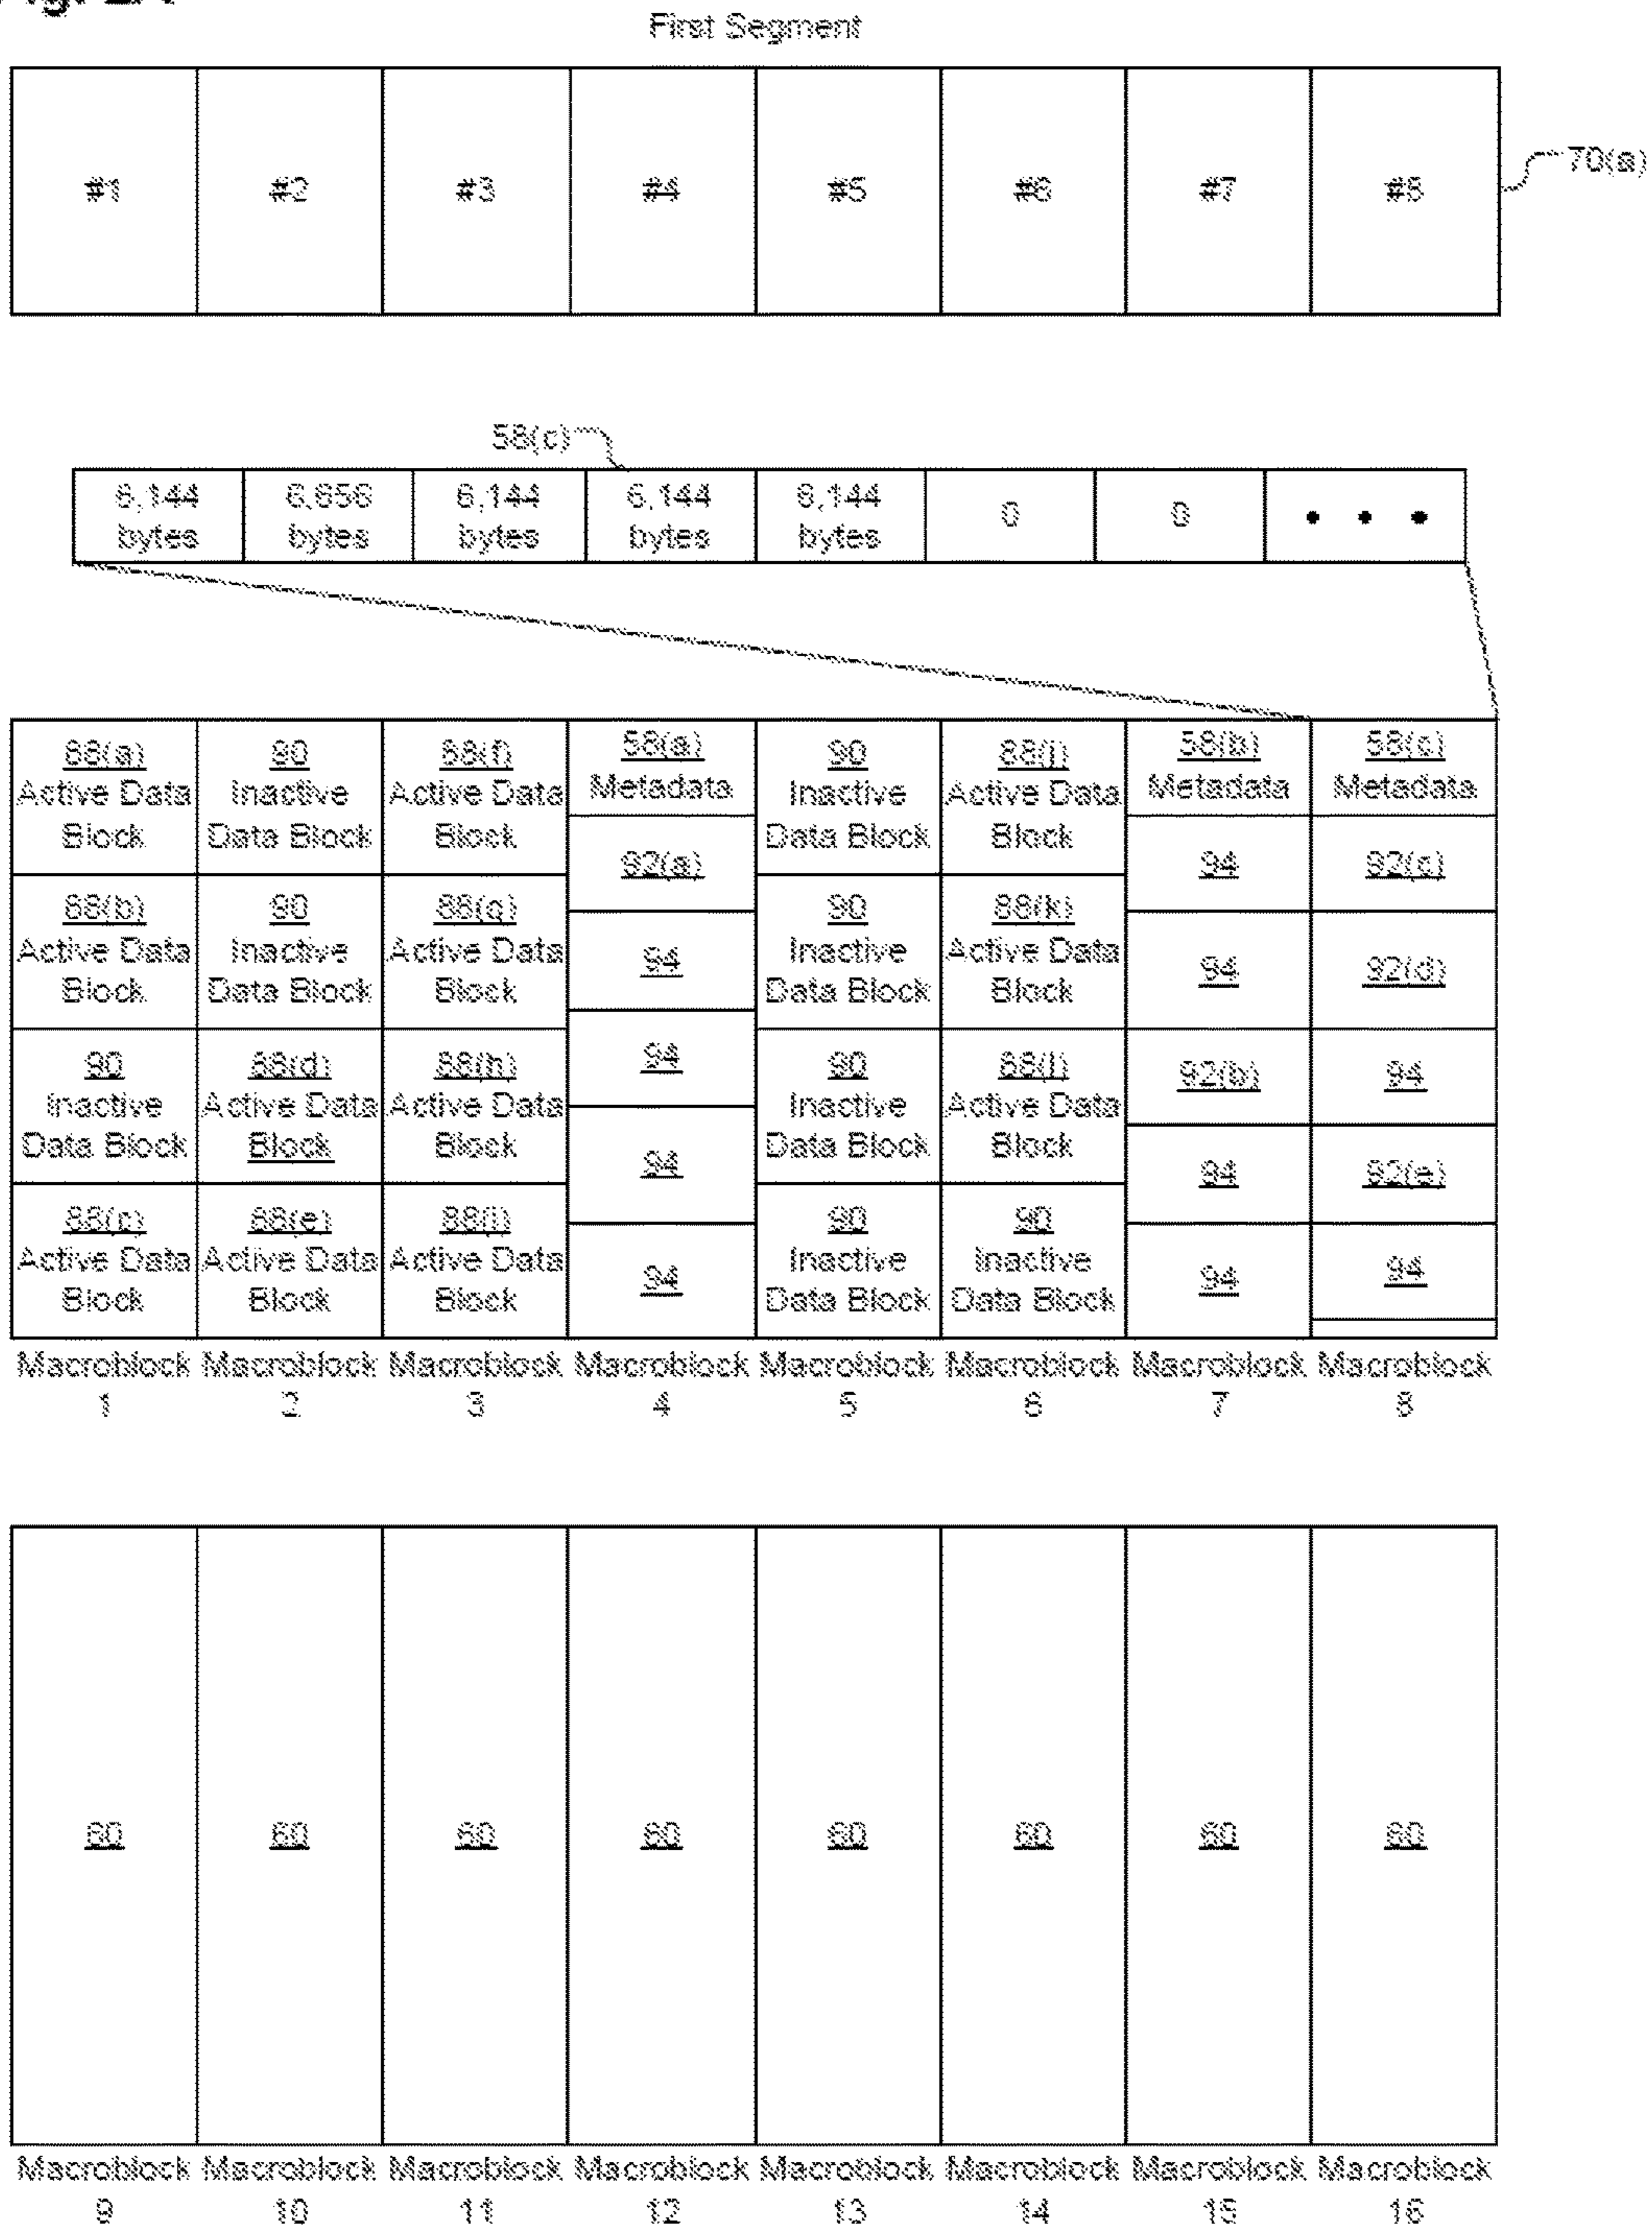 First Segment
#1
#2
#3
#4
#5
#6
#7
#8
70(a)
58(c)
6,144
bytes
6,656
bytes
6,144
bytes
6,144
bytes
6,144
bytes
0
0
• • •
88(a)
Active Data
Block
88(b)
Active Data
Block
90
Inactive
Data Block
88(c)
Active Data
Block
Macroblock
1
90
Inactive
Data Block
90
Inactive
Data Block
88(d)
Active Data
Block
88(e)
Active Data
Block
Macroblock
2
88(f)
Active Data
Block
88(g)
Active Data
Block
88(h)
Active Data
Block
88(i)
Active Data
Block
Macroblock
3
58(a)
Metadata
92(a)
94
94
94
94
Macroblock
4
90
Inactive
Data Block
90
Inactive
Data Block
90
Inactive
Data Block
90
Inactive
Data Block
Macroblock
5
88(j)
Active Data
Block
88(k)
Active Data
Block
88(l)
Active Data
Block
90
Inactive
Data Block
Macroblock
6
58(b)
Metadata
94
94
92(b)
94
94
Macroblock
7
58(c)
Metadata
92(c)
92(d)
94
92(e)
94
Macroblock
8
60
60
60
60
60
60
60
60
Macroblock
9
Macroblock
10
Macroblock
11
Macroblock
12
Macroblock
13
Macroblock
14
Macroblock
15
Macroblock
16